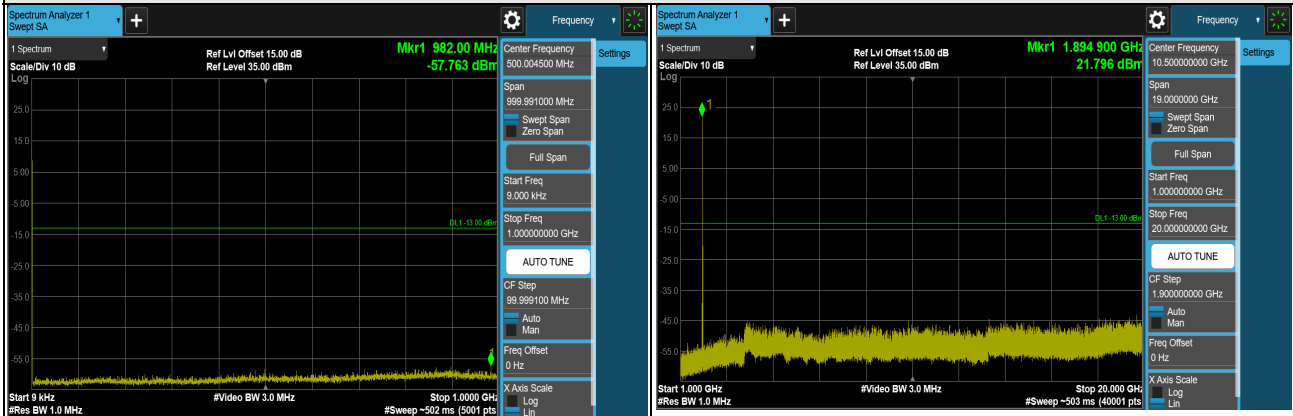 Spectrum Analyzer 1
Swept SA
+
Frequency
1 Spectrum
Scale/Div 10 dB
Log
Ref Lvl Offset 15.00 dB
Ref Level 35.00 dBm
Mkr1 982.00 MHz
-57.763 dBm
25.0
15.0
5.00
-5.00
-15.0
-25.0
-35.0
-45.0
-55.0
DL1 -13.00 dBm
1
Start 9 kHz
#Res BW 1.0 MHz
#Video BW 3.0 MHz
Stop 1.0000 GHz
#Sweep ~502 ms (5001 pts
Center Frequency
500.004500 MHz
Span
999.991000 MHz
Swept Span
Zero Span
Full Span
Start Freq
9.000 kHz
Stop Freq
1.000000000 GHz
AUTO TUNE
CF Step
99.999100 MHz
Auto
Man
Freq Offset
0 Hz
X Axis Scale
Log
Lin
Settings
Spectrum Analyzer 1
Swept SA
+
Frequency
1 Spectrum
Scale/Div 10 dB
Log
Ref Lvl Offset 15.00 dB
Ref Level 35.00 dBm
Mkr1 1.894 900 GHz
21.796 dBm
25.0
15.0
5.00
-5.00
-15.0
-25.0
-35.0
-45.0
-55.0
1
DL1 -13.00 dBm
Start 1.000 GHz
#Res BW 1.0 MHz
#Video BW 3.0 MHz
Stop 20.000 GHz
#Sweep ~503 ms (40001 pts
Center Frequency
10.500000000 GHz
Span
19.0000000 GHz
Swept Span
Zero Span
Full Span
Start Freq
1.000000000 GHz
Stop Freq
20.000000000 GHz
AUTO TUNE
CF Step
1.900000000 GHz
Auto
Man
Freq Offset
0 Hz
X Axis Scale
Log
Lin
Settings